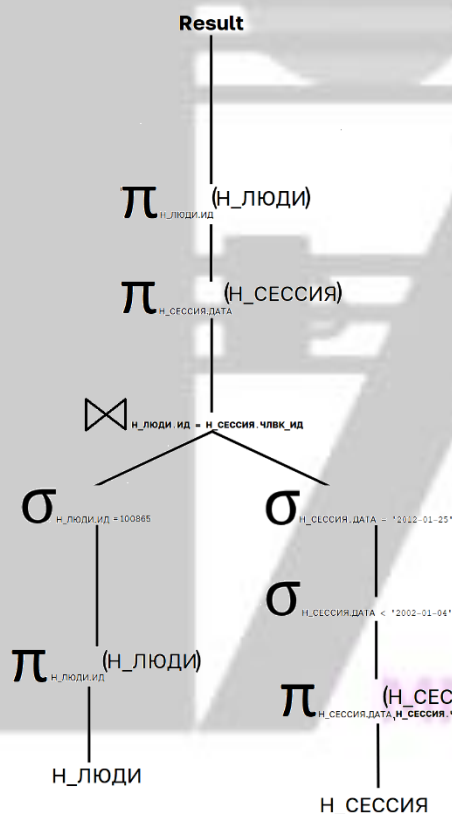 Result
π Н_ЛЮДИ.ИД (Н_ЛЮДИ)
π Н_СЕССИЯ.ДАТА (Н_СЕССИЯ)
⋈ Н_ЛЮДИ.ИД = Н_СЕССИЯ.ЧЛВК_ИД
σ Н_ЛЮДИ.ИД =100865
σ Н_СЕССИЯ.ДАТА = "2012-01-25"
σ Н_СЕССИЯ.ДАТА < "2002-01-04"
π Н_ЛЮДИ.ИД (Н_ЛЮДИ)
π Н_СЕССИЯ.ДАТА,Н_СЕССИЯ. (Н_СЕС
Н_ЛЮДИ
Н_СЕССИЯ